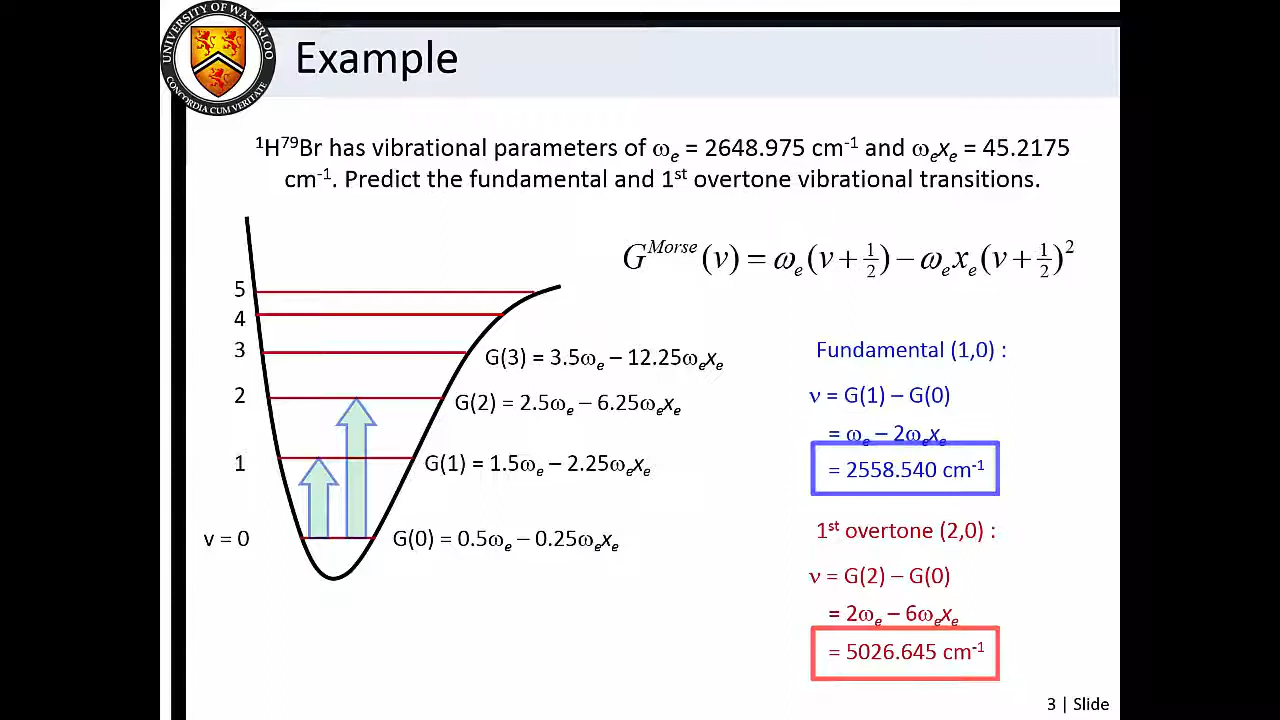 UNIVERSITY OF WATERLOO
CONCORDIA CUM VERITATE
Example
¹H⁷⁹Br has vibrational parameters of ωₑ = 2648.975 cm⁻¹ and ωₑxₑ = 45.2175
cm⁻¹. Predict the fundamental and 1ˢᵗ overtone vibrational transitions.
G^Morse(v) = ωₑ(v + ½) − ωₑxₑ(v + ½)²
5
4
3
G(3) = 3.5ωₑ – 12.25ωₑxₑ
2
G(2) = 2.5ωₑ – 6.25ωₑxₑ
1
G(1) = 1.5ωₑ – 2.25ωₑxₑ
v = 0
G(0) = 0.5ωₑ – 0.25ωₑxₑ
Fundamental (1,0) :
ν = G(1) – G(0)
= ωₑ – 2ωₑxₑ
= 2558.540 cm⁻¹
1ˢᵗ overtone (2,0) :
ν = G(2) – G(0)
= 2ωₑ – 6ωₑxₑ
= 5026.645 cm⁻¹
3 | Slide